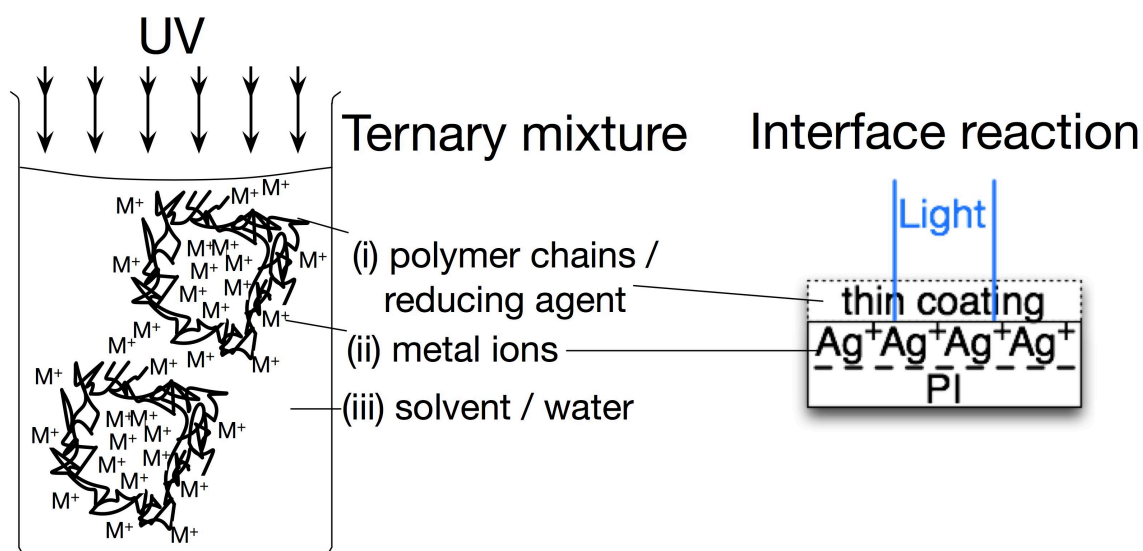 UV
Ternary mixture
Interface reaction
Light
(i) polymer chains /
reducing agent
thin coating
(ii) metal ions
Ag⁺Ag⁺Ag⁺Ag⁺
PI
(iii) solvent / water
M⁺ M⁺ M⁺
M⁺M⁺
M⁺ M⁺ M⁺ M⁺
M⁺ M⁺
M⁺ M⁺
M⁺
M⁺ M⁺ M⁺
M⁺ M⁺
M⁺M⁺
M⁺ M⁺ M⁺ M⁺
M⁺ M⁺
M⁺ M⁺
M⁺
M⁺ M⁺